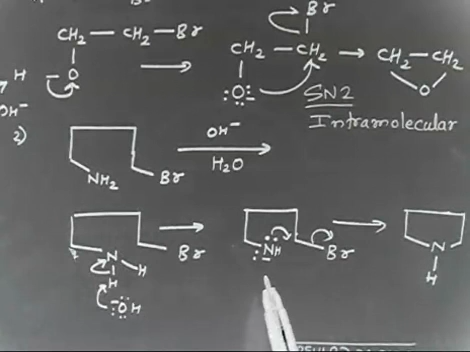 Br
CH2 — CH2 — Br
CH2 — CH2
CH2 — CH2
H — O
:O:
SN2
O
OH-
Intramolecular
2)
OH-
H2O
NH2
Br
N
H
Br
NH
Br
N
H
H
OH